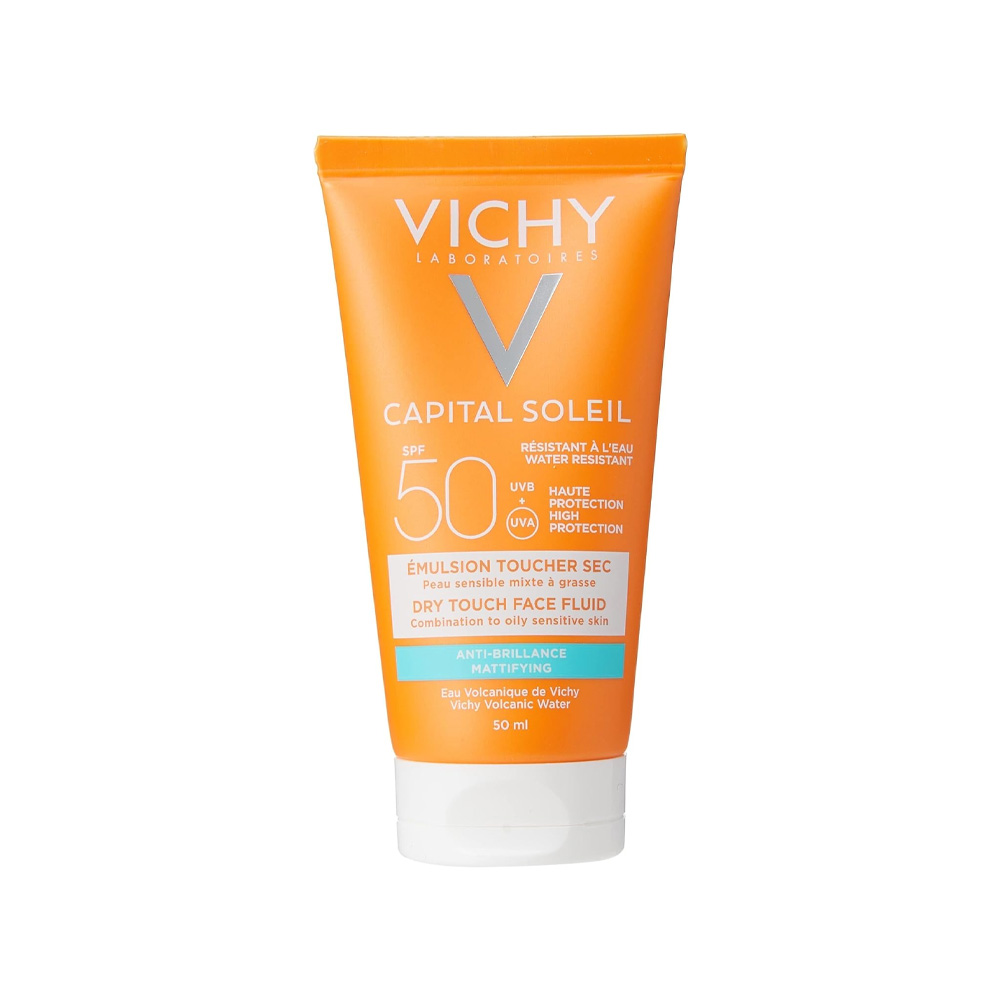 VICHY
LABORATOIRES
V
CAPITAL SOLEIL
SPF
50
UVB
+
UVA
RÉSISTANT À L'EAU
WATER RESISTANT
HAUTE
PROTECTION
HIGH
PROTECTION
ÉMULSION TOUCHER SEC
Peau sensible mixte à grasse
DRY TOUCH FACE FLUID
Combination to oily sensitive skin
ANTI-BRILLANCE
MATTIFYING
Eau Volcanique de Vichy
Vichy Volcanic Water
50 ml